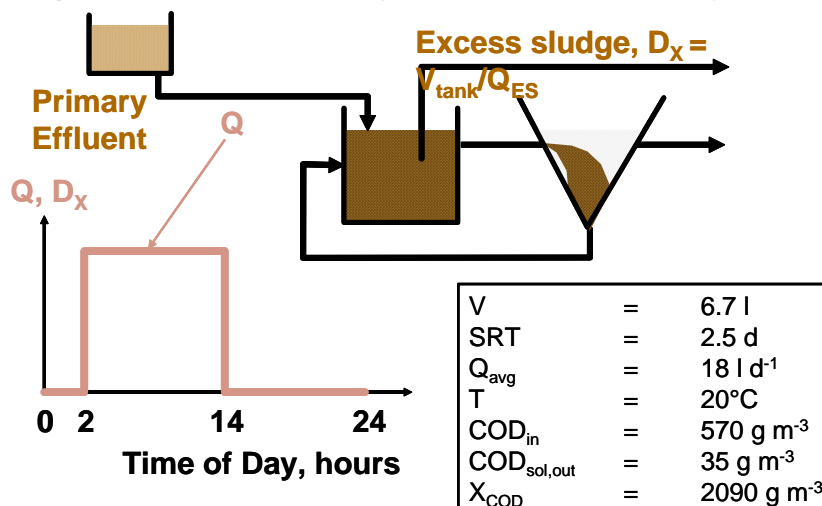 Excess sludge, Dx =
Vtank/QES
Primary
Effluent
Q
Q, Dx
0 2 14 24
Time of Day, hours
V = 6.7 l
SRT = 2.5 d
Qavg = 18 l d-1
T = 20°C
CODin = 570 g m-3
CODsol,out = 35 g m-3
XCOD = 2090 g m-3